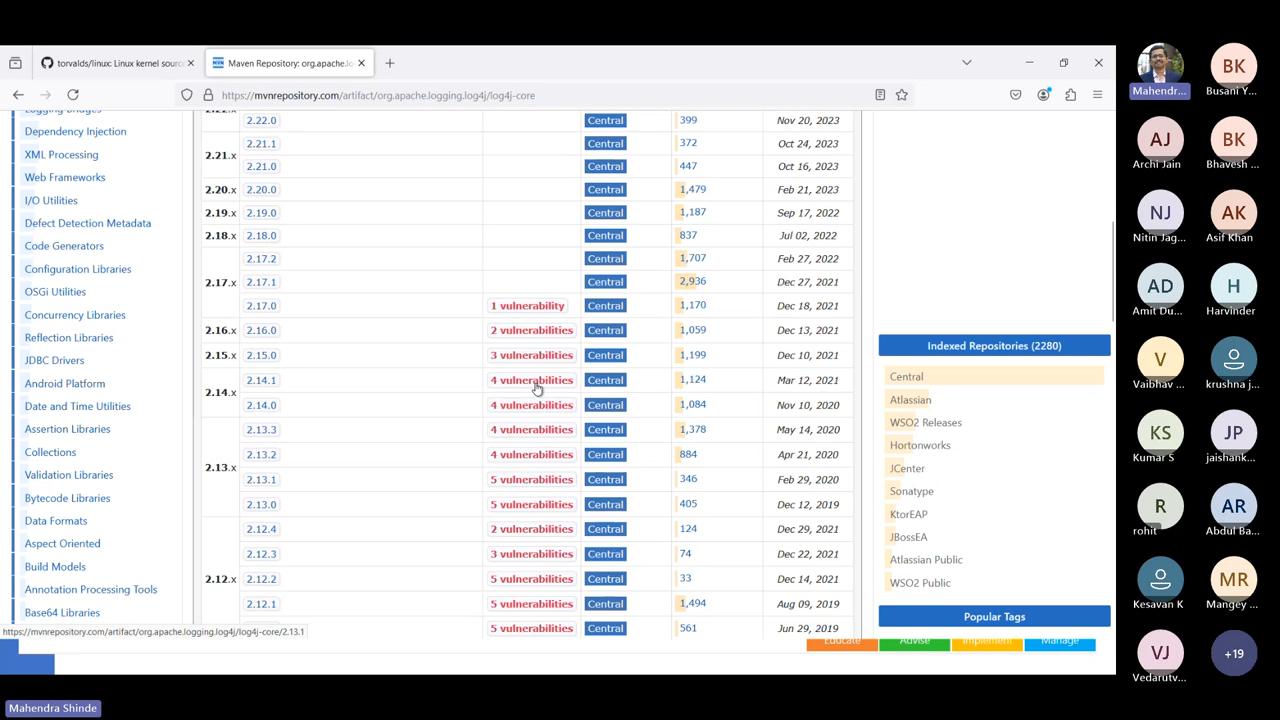 torvalds/linux: Linux kernel sourc
Maven Repository: org.apache.lo
https://mvnrepository.com/artifact/org.apache.logging.log4j/log4j-core
Logging Bridges
Dependency Injection
XML Processing
Web Frameworks
I/O Utilities
Defect Detection Metadata
Code Generators
Configuration Libraries
OSGi Utilities
Concurrency Libraries
Reflection Libraries
JDBC Drivers
Android Platform
Date and Time Utilities
Assertion Libraries
Collections
Validation Libraries
Bytecode Libraries
Data Formats
Aspect Oriented
Build Models
Annotation Processing Tools
Base64 Libraries
https://mvnrepository.com/artifact/org.apache.logging.log4j/log4j-core/2.13.1
2.22.x
2.22.0 Central 399 Nov 20, 2023
2.21.1 Central 372 Oct 24, 2023
2.21.x
2.21.0 Central 447 Oct 16, 2023
2.20.x 2.20.0 Central 1,479 Feb 21, 2023
2.19.x 2.19.0 Central 1,187 Sep 17, 2022
2.18.x 2.18.0 Central 837 Jul 02, 2022
2.17.2 Central 1,707 Feb 27, 2022
2.17.x 2.17.1 Central 2,936 Dec 27, 2021
2.17.0 1 vulnerability Central 1,170 Dec 18, 2021
2.16.x 2.16.0 2 vulnerabilities Central 1,059 Dec 13, 2021
2.15.x 2.15.0 3 vulnerabilities Central 1,199 Dec 10, 2021
2.14.1 4 vulnerabilities Central 1,124 Mar 12, 2021
2.14.x
2.14.0 4 vulnerabilities Central 1,084 Nov 10, 2020
2.13.3 4 vulnerabilities Central 1,378 May 14, 2020
2.13.2 4 vulnerabilities Central 884 Apr 21, 2020
2.13.x
2.13.1 5 vulnerabilities Central 346 Feb 29, 2020
2.13.0 5 vulnerabilities Central 405 Dec 12, 2019
2.12.4 2 vulnerabilities Central 124 Dec 29, 2021
2.12.3 3 vulnerabilities Central 74 Dec 22, 2021
2.12.x 2.12.2 5 vulnerabilities Central 33 Dec 14, 2021
2.12.1 5 vulnerabilities Central 1,494 Aug 09, 2019
5 vulnerabilities Central 561 Jun 29, 2019
Indexed Repositories (2280)
Central
Atlassian
WSO2 Releases
Hortonworks
JCenter
Sonatype
KtorEAP
JBossEA
Atlassian Public
WSO2 Public
Popular Tags
Educate Advise Implement Manage
Mahendr...
BK
Busani Y...
AJ
Archi Jain
BK
Bhavesh ...
NJ
Nitin Jag...
AK
Asif Khan
AD
Amit Du...
H
Harvinder
V
Vaibhav ...
krushna j...
KS
Kumar S
JP
jaishank...
R
rohit
AR
Abdul Ba...
Kesavan K
MR
Mangey ...
VJ
Vedarutv...
+19
Mahendra Shinde